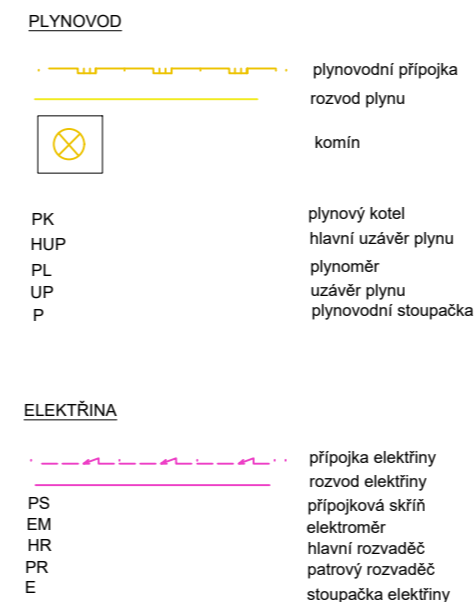 PLYNOVOD
plynovodní přípojka
rozvod plynu
komín
PK plynový kotel
HUP hlavní uzávěr plynu
PL plynoměr
UP uzávěr plynu
P plynovodní stoupačka
ELEKTŘINA
přípojka elektřiny
rozvod elektřiny
PS přípojková skříň
EM elektroměr
HR hlavní rozvaděč
PR patrový rozvaděč
E stoupačka elektřiny